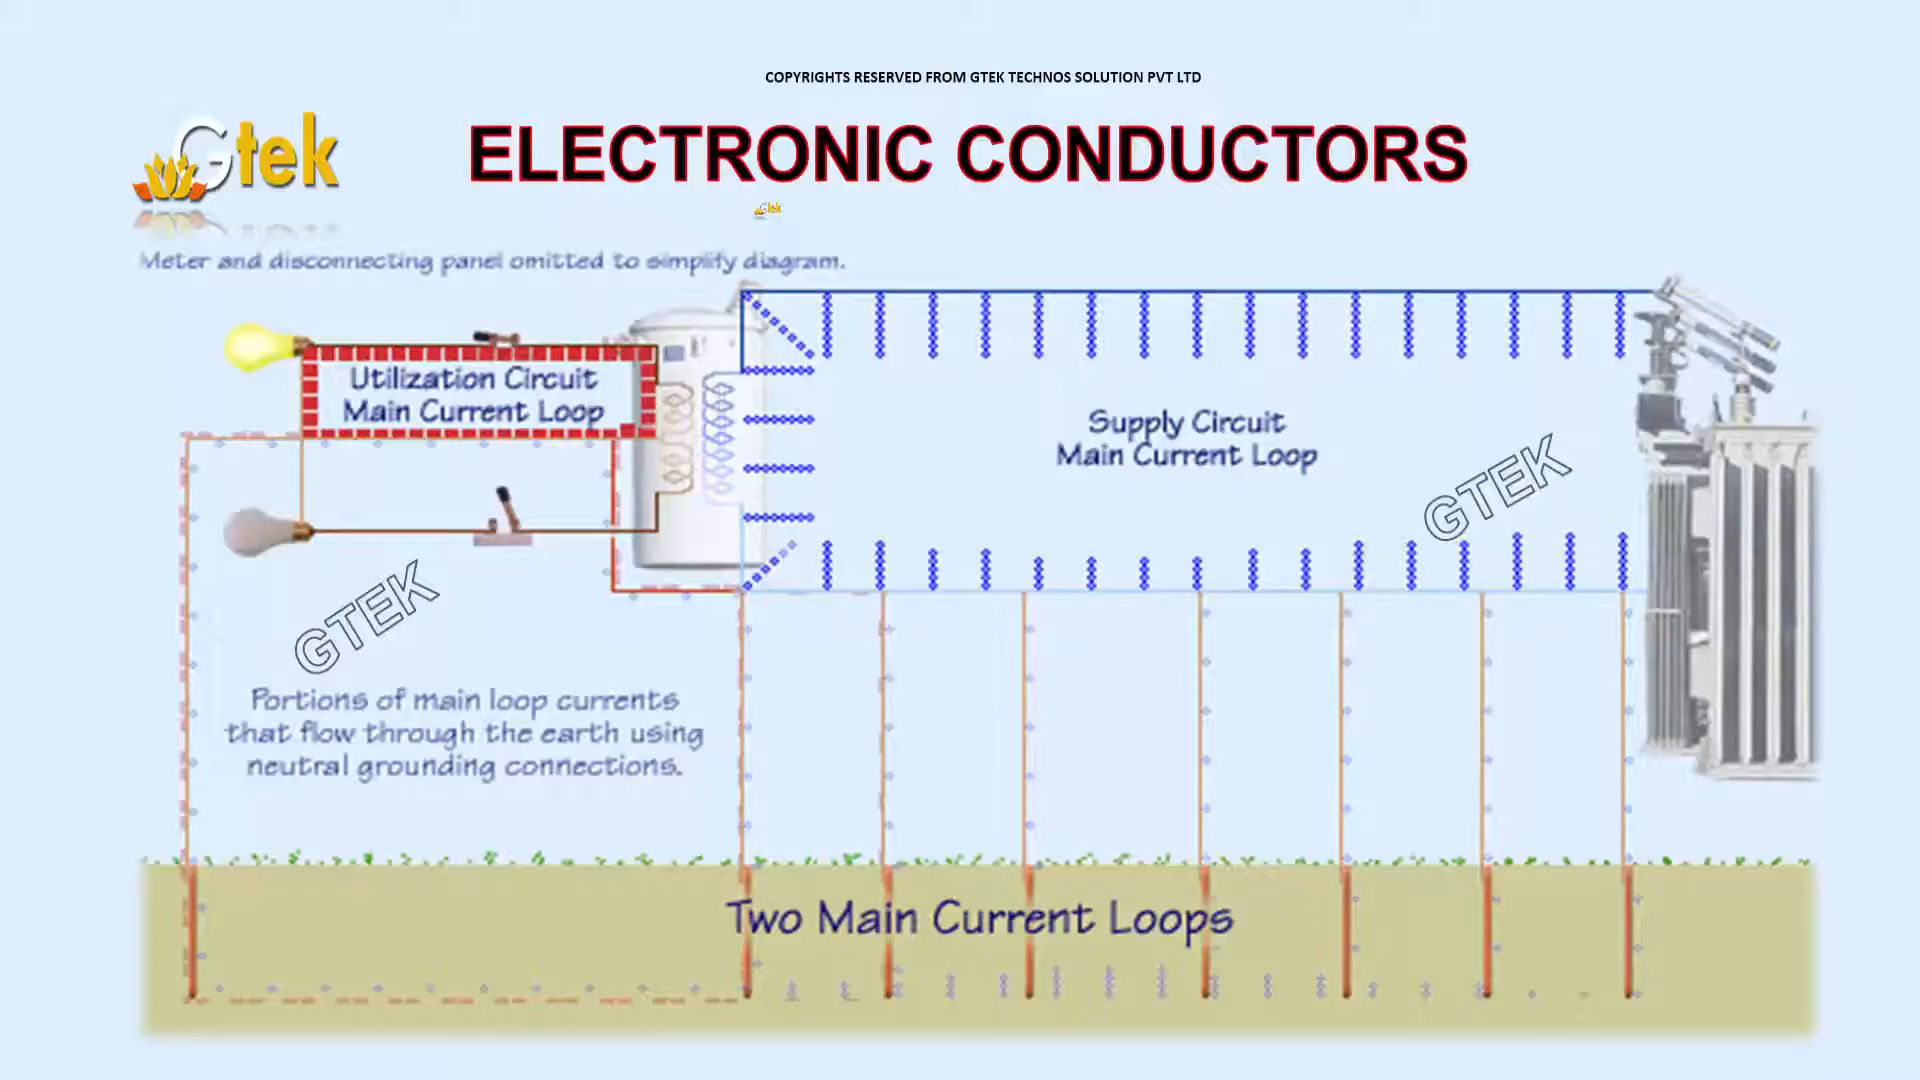 COPYRIGHTS RESERVED FROM GTEK TECHNOS SOLUTION PVT LTD
Gtek
ELECTRONIC CONDUCTORS
Gtek
Meter and disconnecting panel omitted to simplify diagram.
Utilization Circuit
Main Current Loop
Supply Circuit
Main Current Loop
GTEK
GTEK
Portions of main loop currents
that flow through the earth using
neutral grounding connections.
Two Main Current Loops